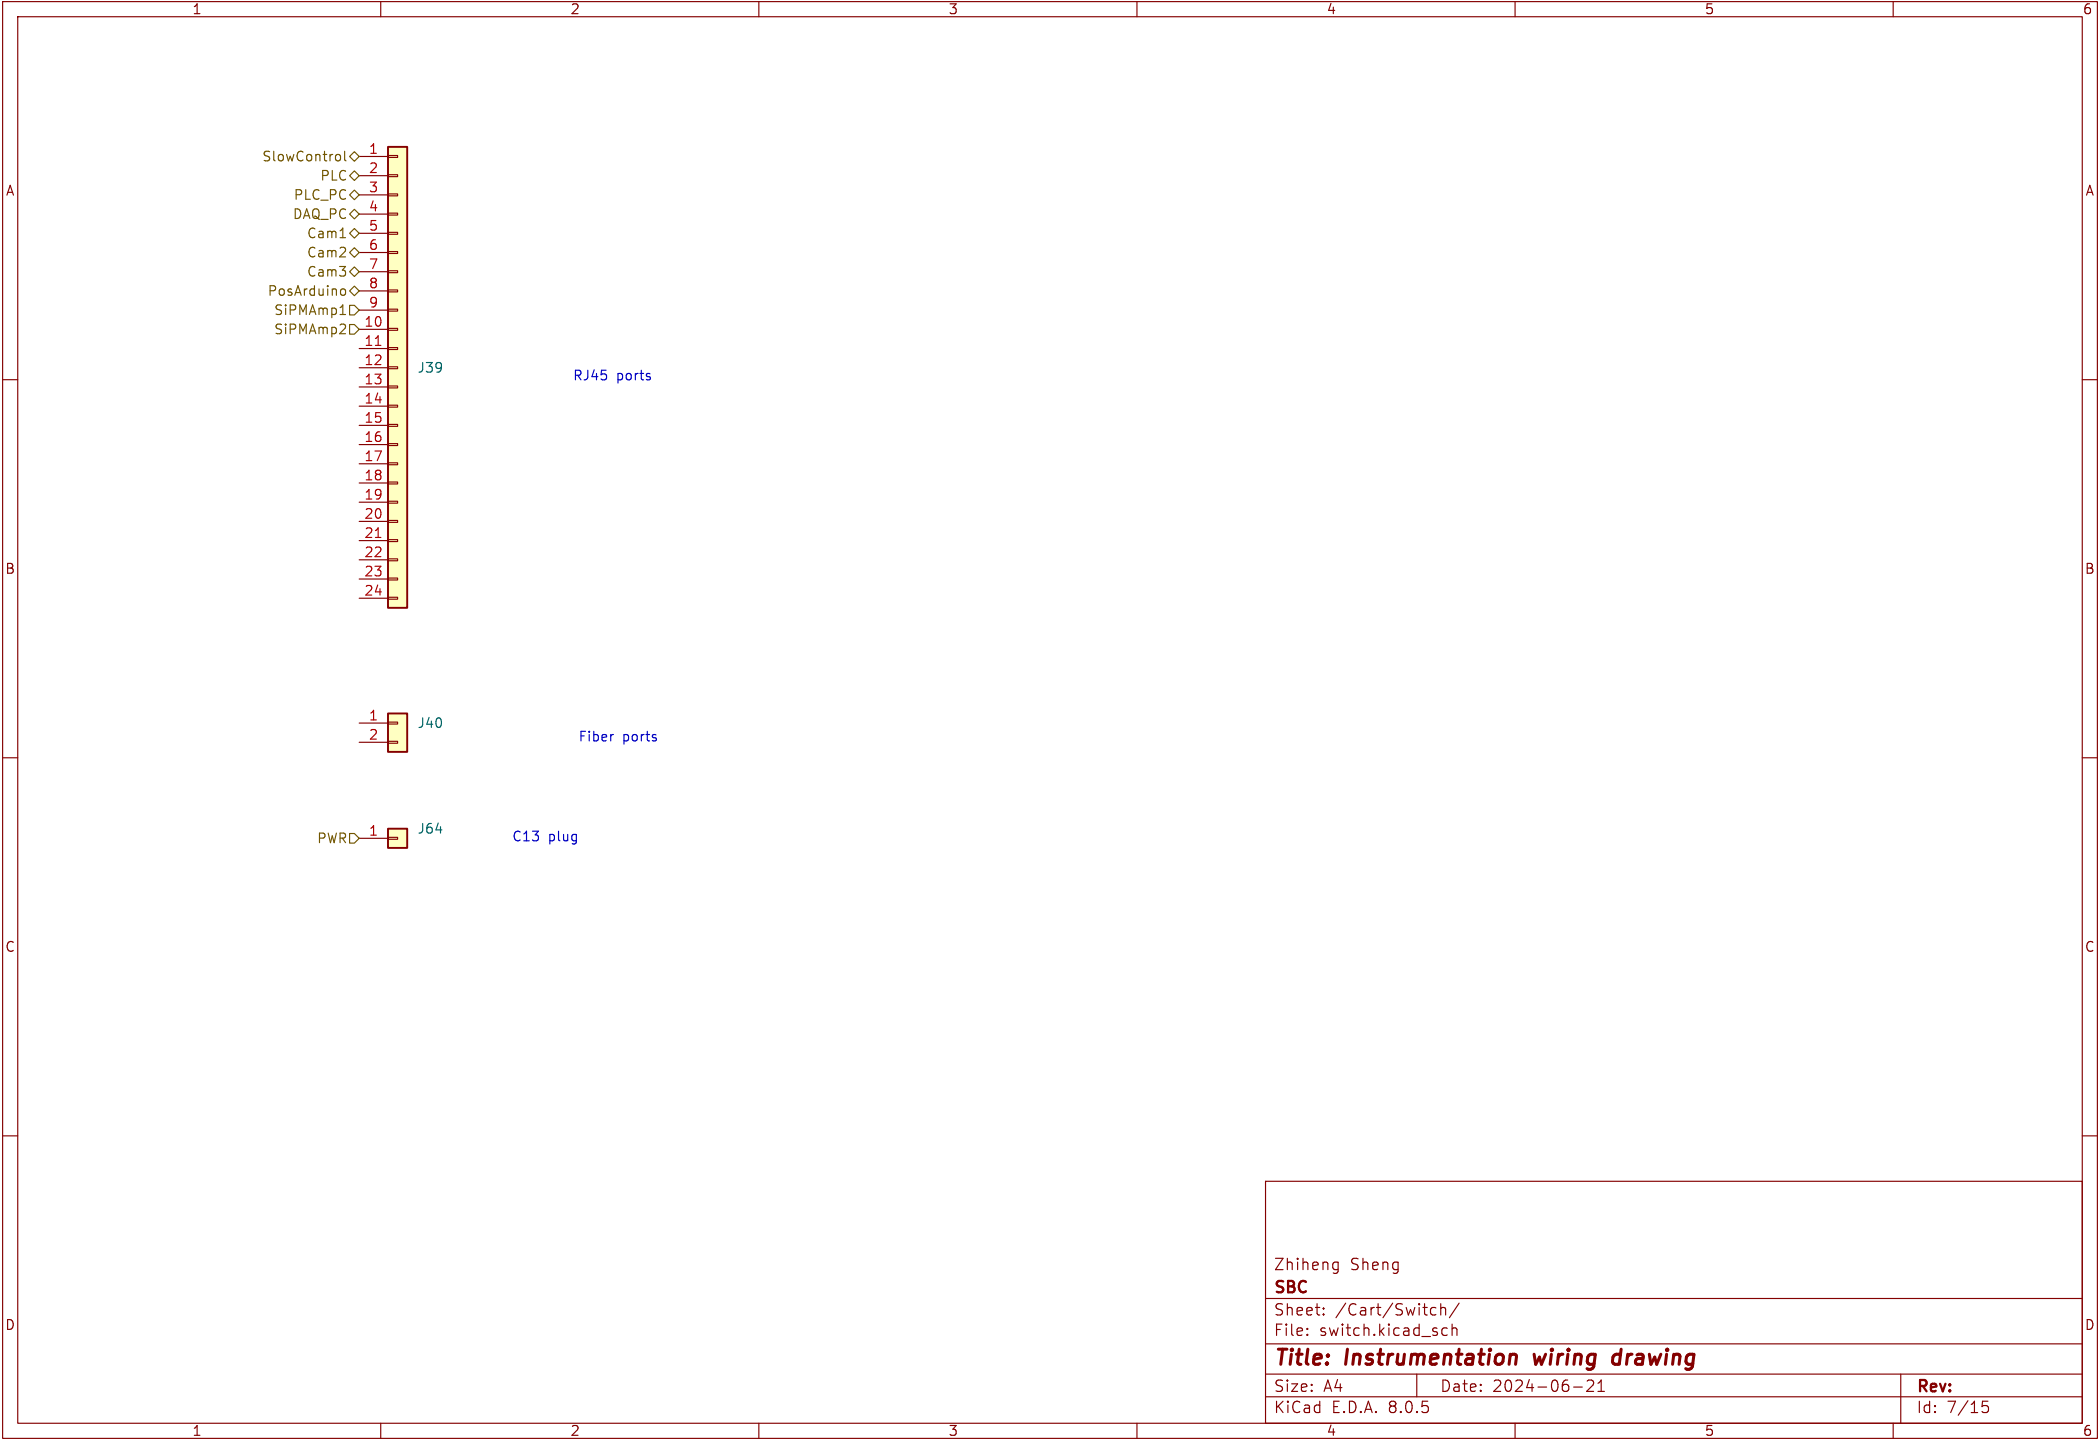 1 2 3 4 5 6
SlowControl 1
PLC 2
A PLC_PC 3 A
DAQ_PC 4
Cam1 5
Cam2 6
Cam3 7
PosArduino 8
SiPMAmp1 9
SiPMAmp2 10
11
12 J39 RJ45 ports
13
14
15
16
17
18
19
20
21
22
B B
23
24
1 J40
2 Fiber ports
J64
PWR 1 C13 plug
C C
Zhiheng Sheng
SBC
Sheet: /Cart/Switch/
D D
File: switch.kicad_sch
Title: Instrumentation wiring drawing
Size: A4 Date: 2024-06-21 Rev:
KiCad E.D.A. 8.0.5 Id: 7/15
1 2 3 4 5 6